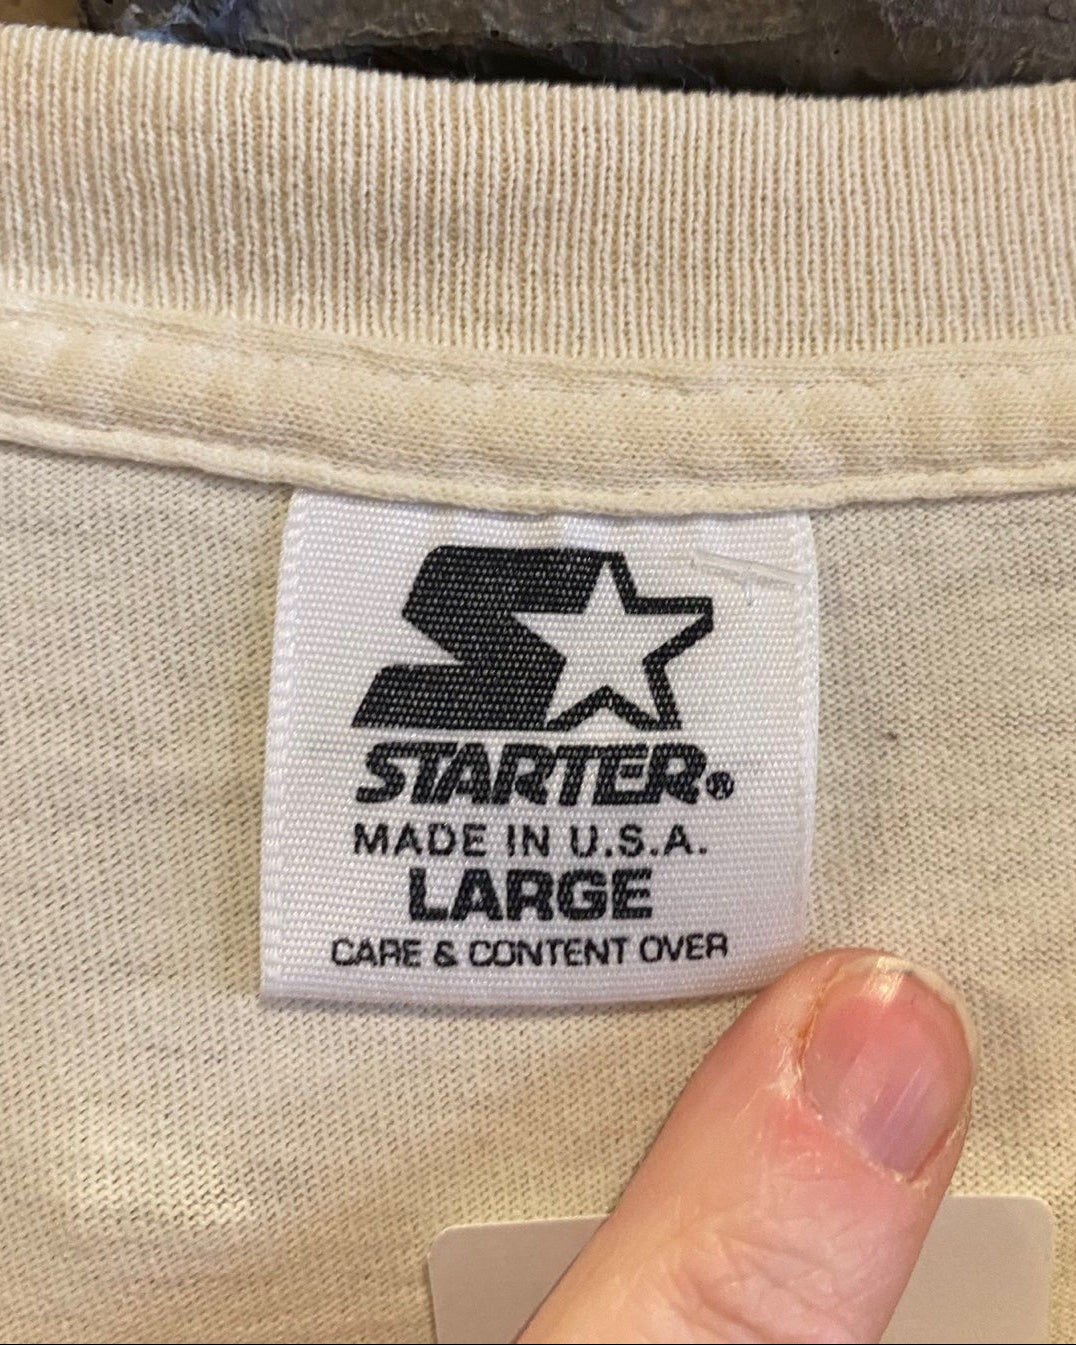 STARTER®
MADE IN U.S.A.
LARGE
CARE & CONTENT OVER